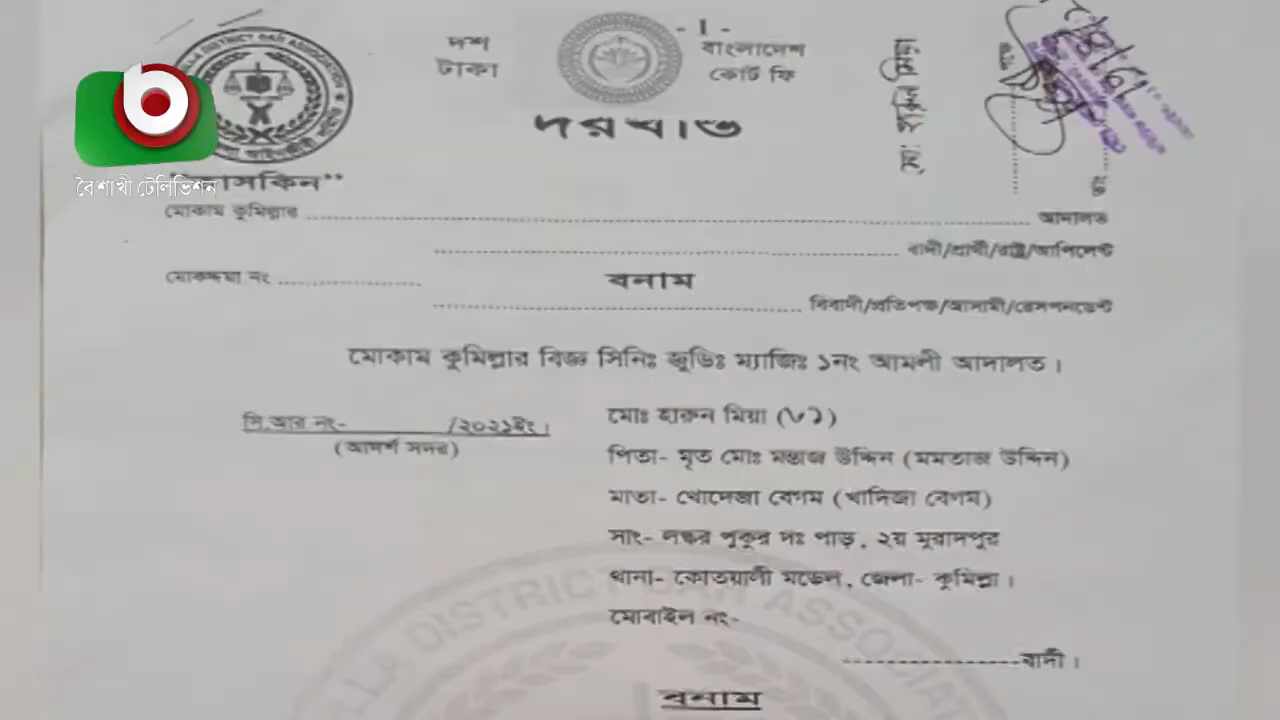 - 1 -
দশ টাকা
বাংলাদেশ কোর্ট ফি
দরখাস্ত
মোঃ হারুন মিয়া
বৈশাখী টেলিভিশন
মোকাম কুমিল্লার ........ আদালত
........ বাদী/প্রার্থী/রাষ্ট্র/আপিলেন্ট
মোকদ্দমা নং ........ বনাম
........ বিবাদী/প্রতিপক্ষ/আসামী/রেসপনডেন্ট
মোকাম কুমিল্লার বিজ্ঞ সিনিঃ জুডিঃ ম্যাজিঃ ১নং আমলী আদালত ।
সি.আর নং- /২০২১ইং।
(আদর্শ সদর)
মোঃ হারুন মিয়া (৮১)
পিতা- মৃত মোঃ মন্তাজ উদ্দিন (মমতাজ উদ্দিন)
মাতা- খোদেজা বেগম (খাদিজা বেগম)
সাং- লস্কর পুকুর দঃ পাড়, ২য় মুরাদপুর
থানা- কোতয়ালী মডেল, জেলা- কুমিল্লা ।
মোবাইল নং-
----------------বাদী ।
বনাম